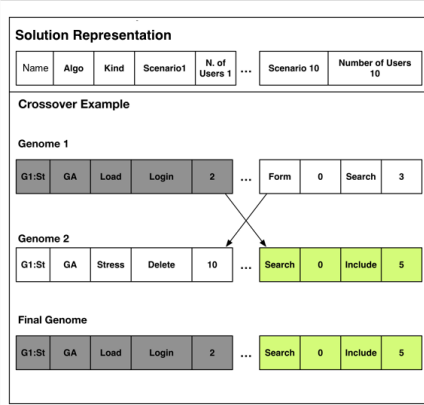 Solution Representation
Name Algo Kind Scenario1 N. of Users 1 ... Scenario 10 Number of Users 10
Crossover Example
Genome 1
G1:St GA Load Login 2 ... Form 0 Search 3
Genome 2
G1:St GA Stress Delete 10 ... Search 0 Include 5
Final Genome
G1:St GA Load Login 2 ... Search 0 Include 5